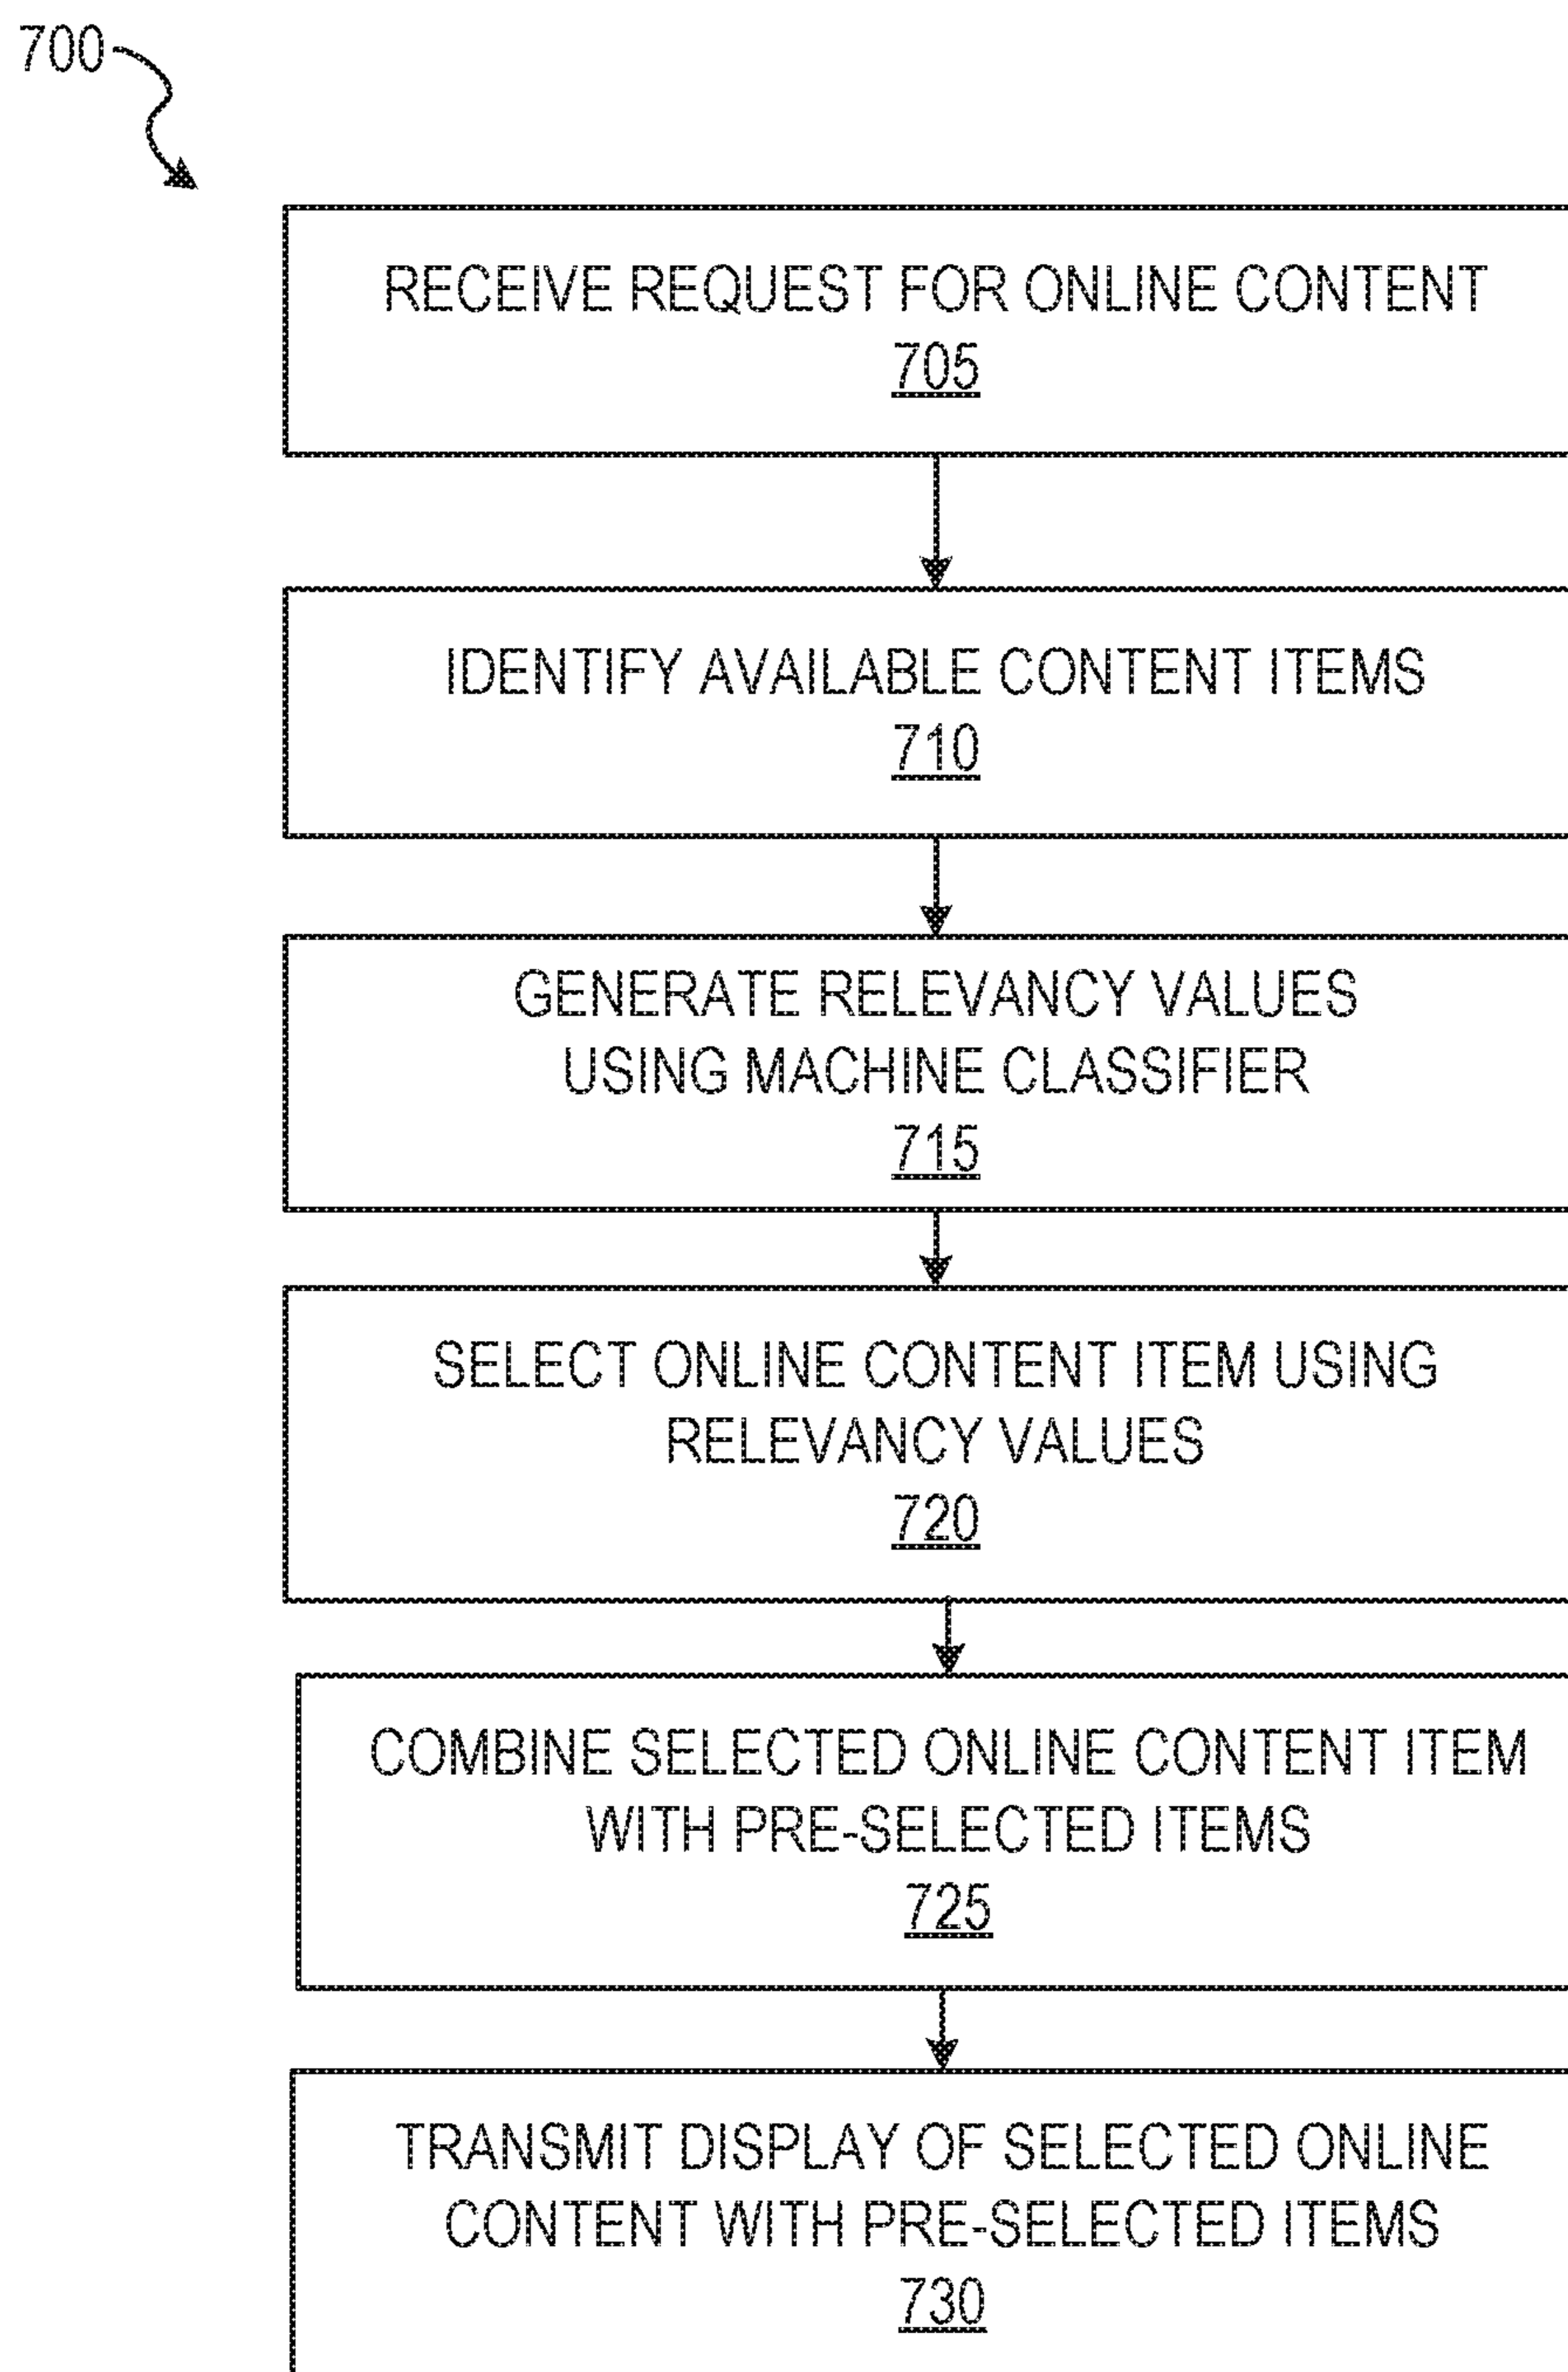 700
RECEIVE REQUEST FOR ONLINE CONTENT
705
IDENTIFY AVAILABLE CONTENT ITEMS
710
GENERATE RELEVANCY VALUES
USING MACHINE CLASSIFIER
715
SELECT ONLINE CONTENT ITEM USING
RELEVANCY VALUES
720
COMBINE SELECTED ONLINE CONTENT ITEM
WITH PRE-SELECTED ITEMS
725
TRANSMIT DISPLAY OF SELECTED ONLINE
CONTENT WITH PRE-SELECTED ITEMS
730